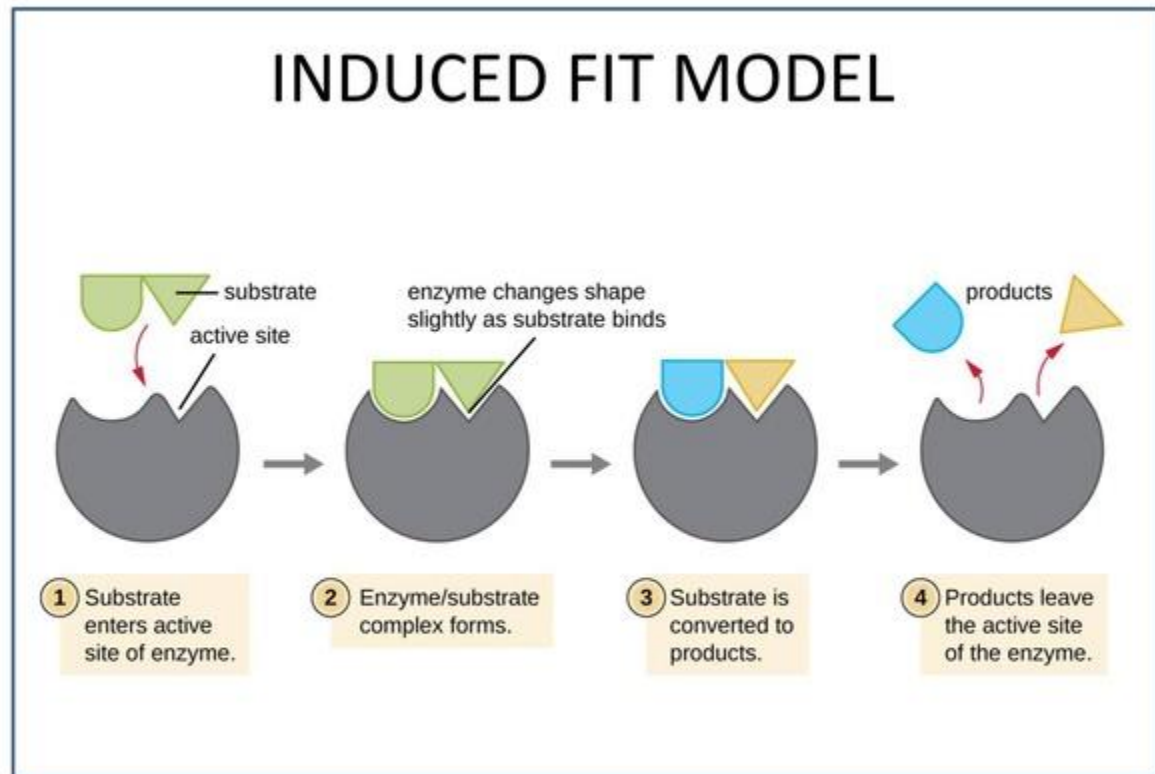 INDUCED FIT MODEL
substrate
active site
enzyme changes shape
slightly as substrate binds
products
1 Substrate
enters active
site of enzyme.
2 Enzyme/substrate
complex forms.
3 Substrate is
converted to
products.
4 Products leave
the active site
of the enzyme.